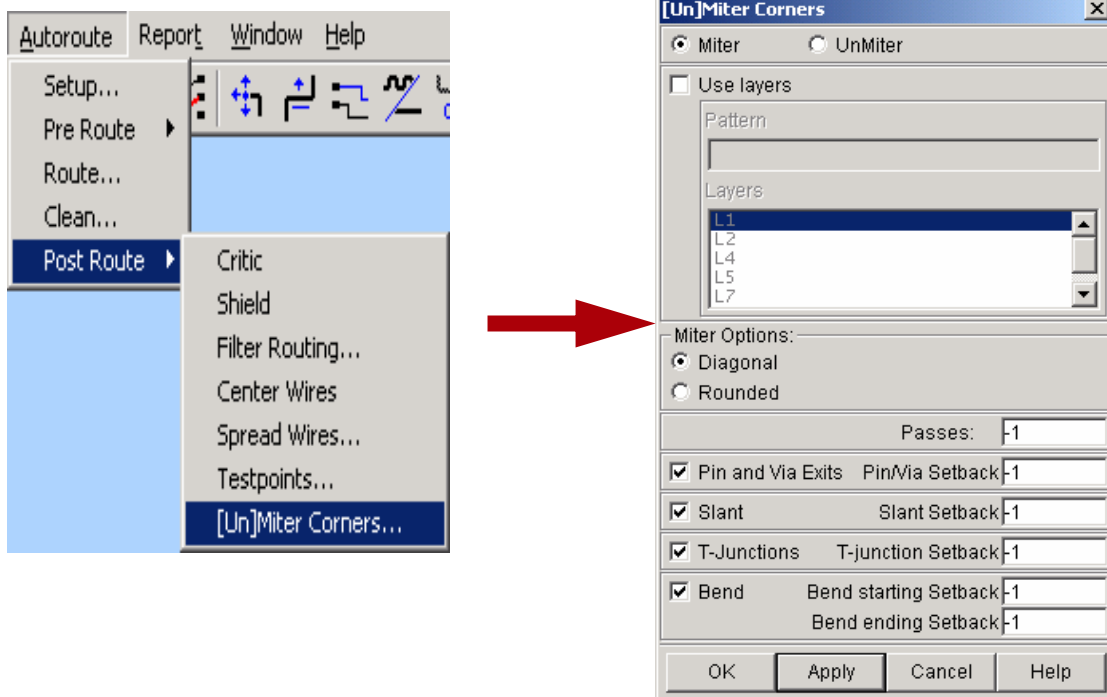 Autoroute Report Window Help
Setup...
Pre Route
Route...
Clean...
Post Route
Critic
Shield
Filter Routing...
Center Wires
Spread Wires...
Testpoints...
[Un]Miter Corners...
[Un]Miter Corners
Miter UnMiter
Use layers
Pattern
Layers
L1
L2
L4
L5
L7
Miter Options:
Diagonal
Rounded
Passes: -1
Pin and Via Exits Pin/Via Setback -1
Slant Slant Setback -1
T-Junctions T-junction Setback -1
Bend Bend starting Setback -1
Bend ending Setback -1
OK Apply Cancel Help